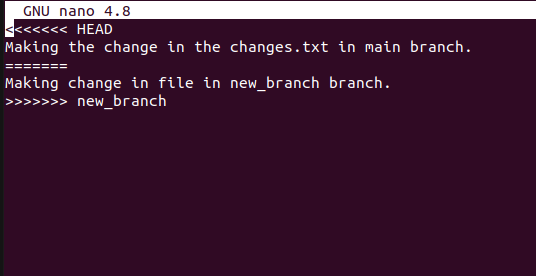 GNU nano 4.8
<<<<<<< HEAD
Making the change in the changes.txt in main branch.
=======
Making change in file in new_branch branch.
>>>>>>> new_branch